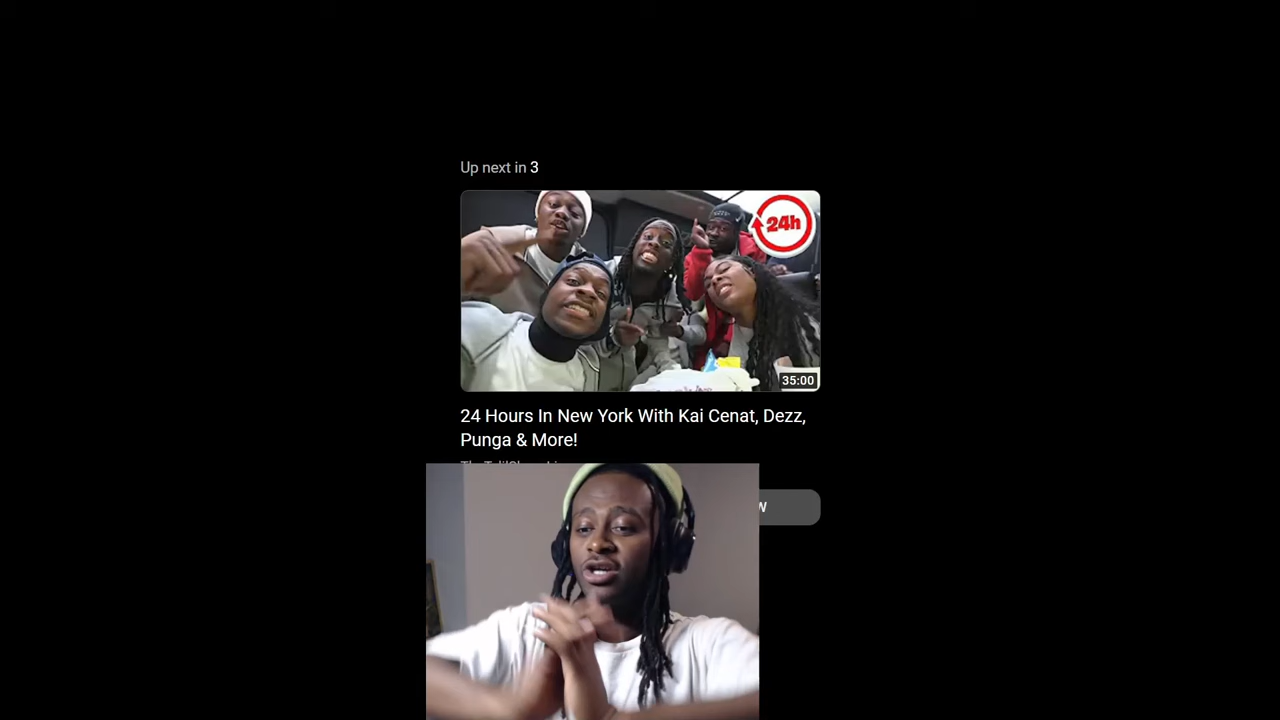 Up next in 3
24h
35:00
24 Hours In New York With Kai Cenat, Dezz,
Punga & More!